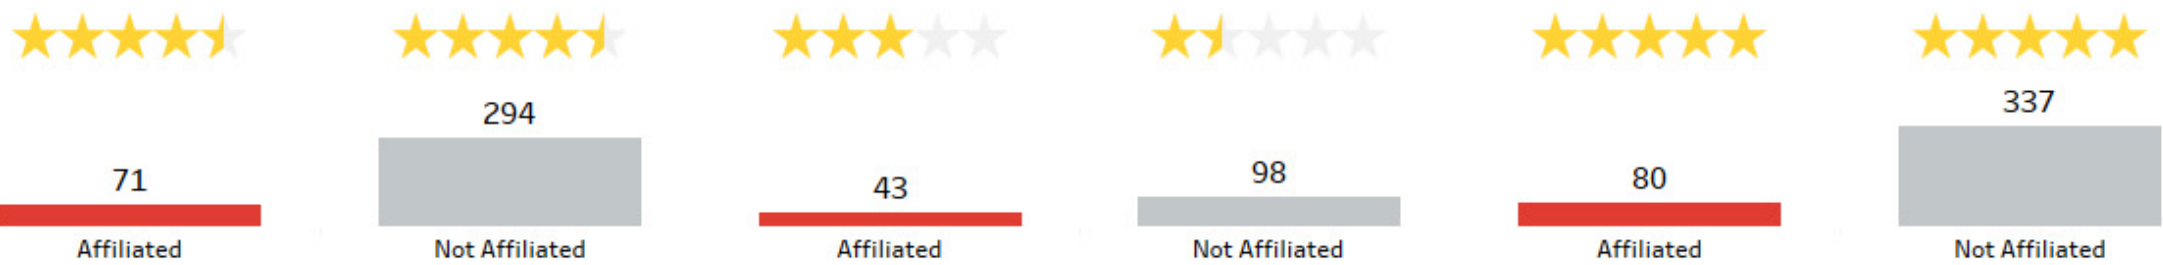 337
294
98
71
80
43
Affiliated
Not Affiliated
Affiliated
Not Affiliated
Affiliated
Not Affiliated